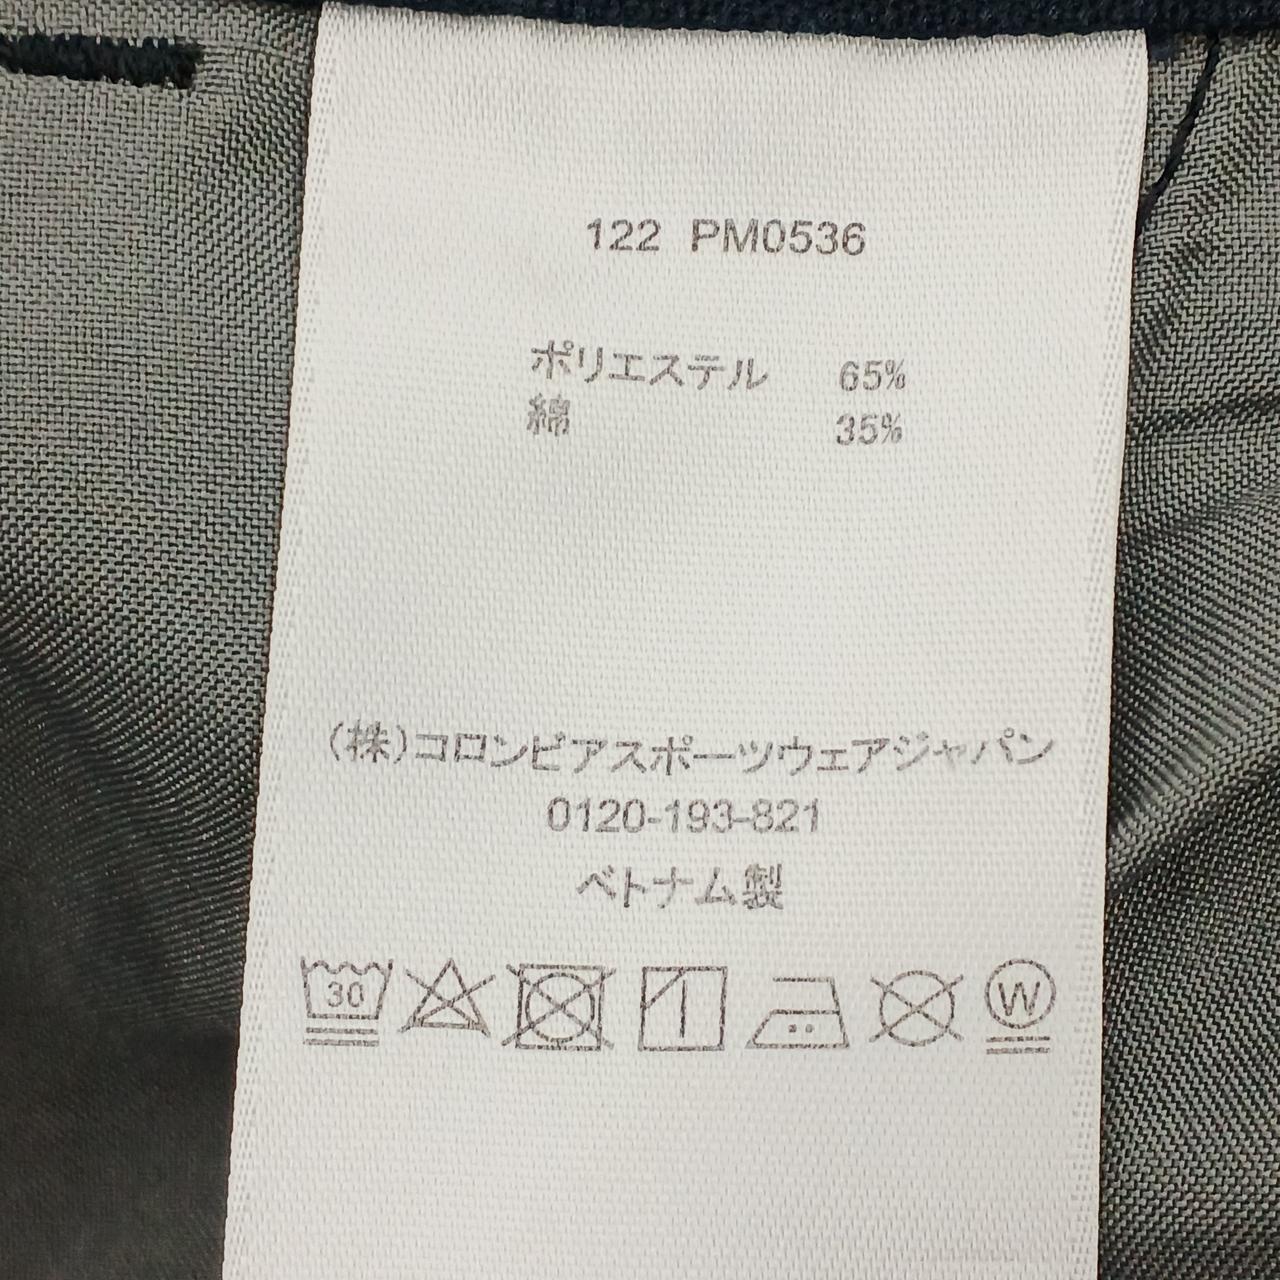 122 PM0536
ポリエステル 65%
綿 35%
(株)コロンビアスポーツウェアジャパン
0120-193-821
ベトナム製
30 W